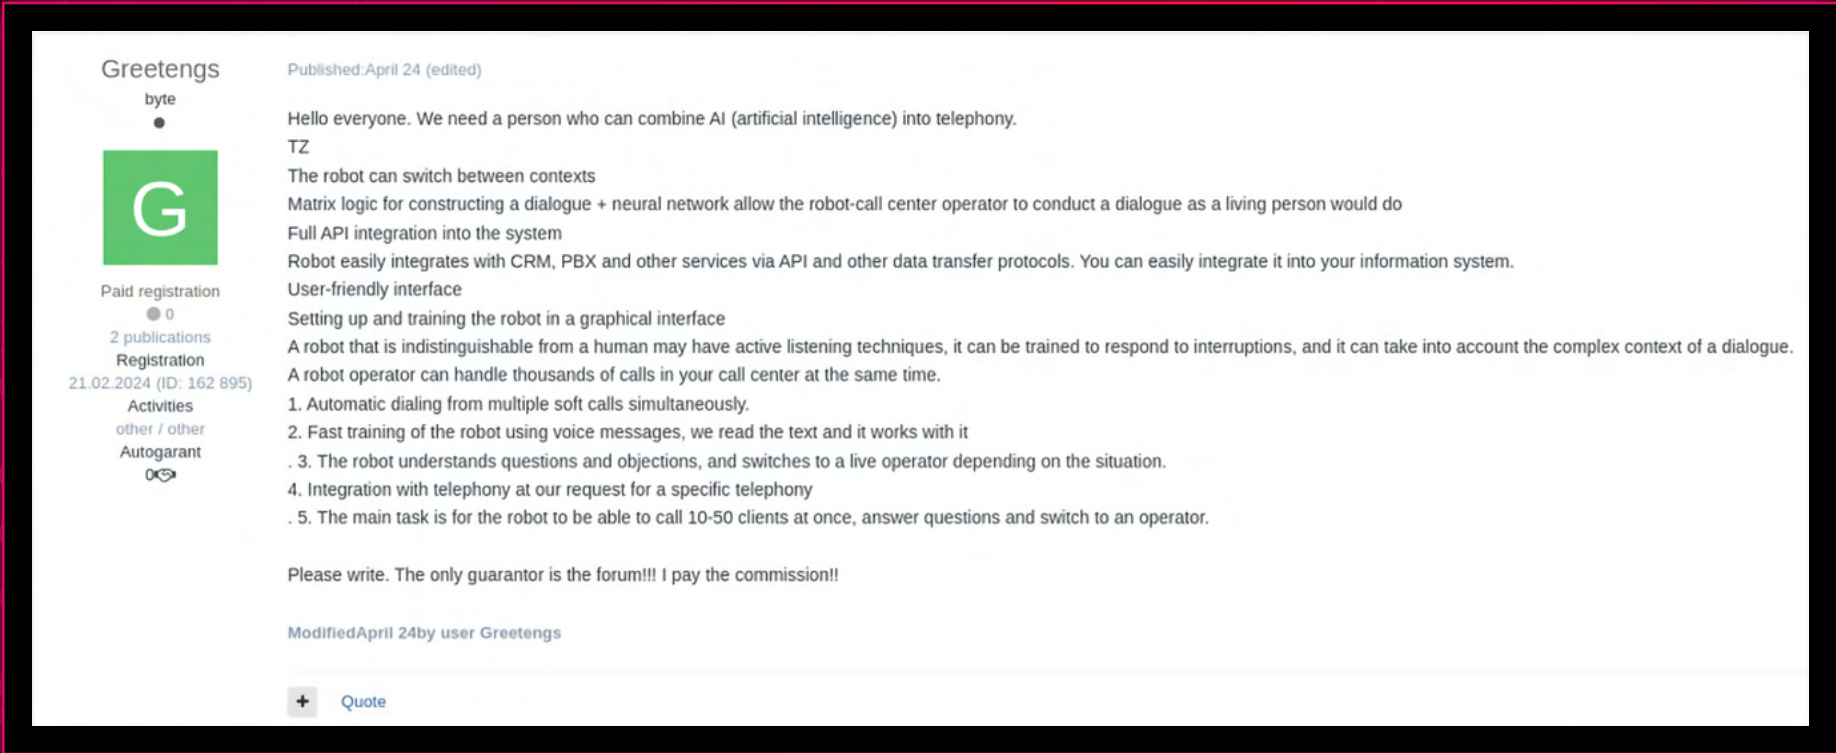 Greetengs
byte
G
Paid registration
0
2 publications
Registration
21.02.2024 (ID: 162 895)
Activities
other / other
Autogarant
0
Published:April 24 (edited)
Hello everyone. We need a person who can combine AI (artificial intelligence) into telephony.
TZ
The robot can switch between contexts
Matrix logic for constructing a dialogue + neural network allow the robot-call center operator to conduct a dialogue as a living person would do
Full API integration into the system
Robot easily integrates with CRM, PBX and other services via API and other data transfer protocols. You can easily integrate it into your information system.
User-friendly interface
Setting up and training the robot in a graphical interface
A robot that is indistinguishable from a human may have active listening techniques, it can be trained to respond to interruptions, and it can take into account the complex context of a dialogue.
A robot operator can handle thousands of calls in your call center at the same time.
1. Automatic dialing from multiple soft calls simultaneously.
2. Fast training of the robot using voice messages, we read the text and it works with it
. 3. The robot understands questions and objections, and switches to a live operator depending on the situation.
4. Integration with telephony at our request for a specific telephony
. 5. The main task is for the robot to be able to call 10-50 clients at once, answer questions and switch to an operator.
Please write. The only guarantor is the forum!!! I pay the commission!!
ModifiedApril 24by user Greetengs
+ Quote